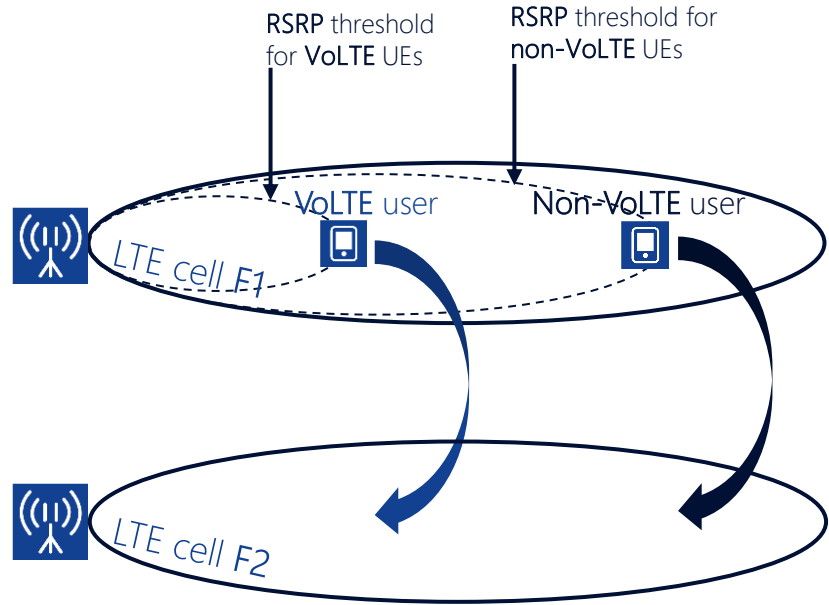 RSRP threshold
for VoLTE UEs
RSRP threshold for
non-VoLTE UEs
VoLTE user
Non-VoLTE user
LTE cell F1
LTE cell F2